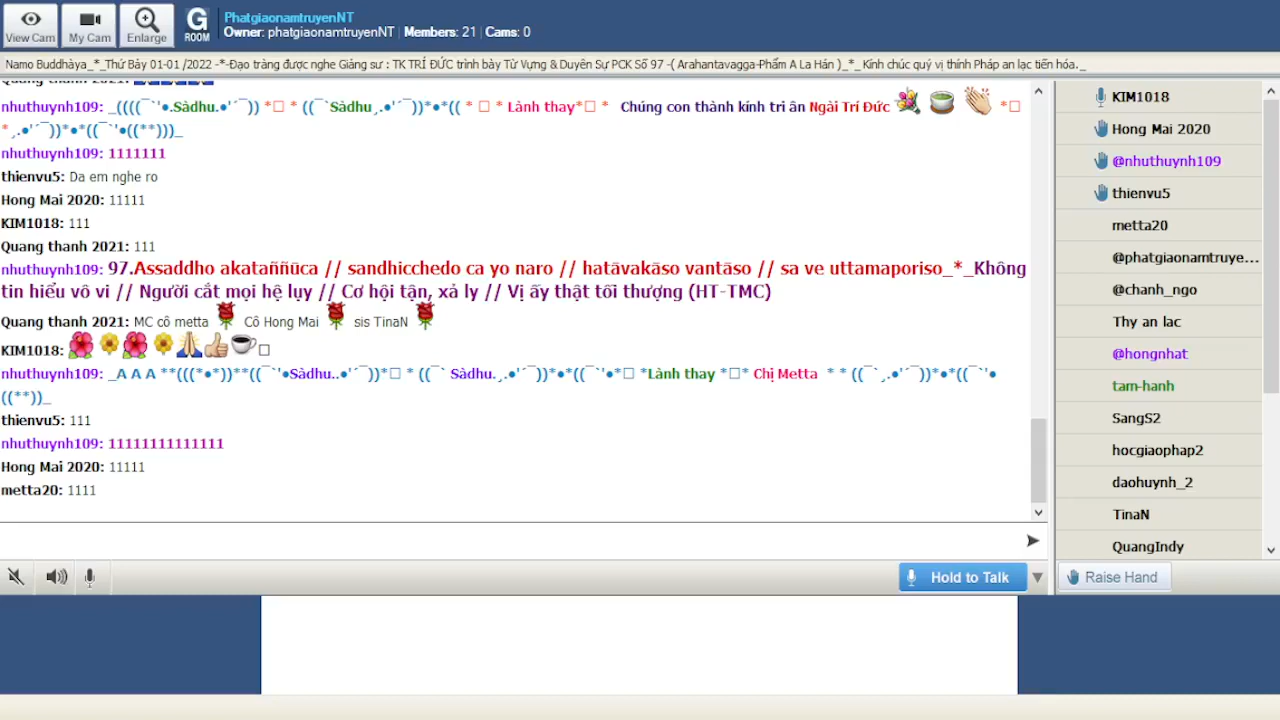 View Cam
My Cam
Enlarge
G
ROOM
PhatgiaonamtruyenNT
Owner: phatgiaonamtruyenNT | Members: 21 | Cams: 0
Namo Buddhàya_*_Thứ Bảy 01-01 /2022 -*-Đạo tràng được nghe Giảng sư : TK TRÍ ĐỨC trình bày Từ Vựng & Duyên Sự PCK Số 97 -( Arahantavagga-Phẩm A La Hán )_*_ Kính chúc quý vị thính Pháp an lạc tiến hóa._
Quang thanh 2021:
nhuthuynh109: _((((¯`'•.Sàdhu.•'´¯)) *□ * ((¯`Sàdhu¸.•'´¯))*•*(( * □ * Lành thay*□ * Chúng con thành kính tri ân Ngài Trí Đức *□
*¸.•'´¯))*•*((¯`'•((**)))_
nhuthuynh109: 1111111
thienvu5: Da em nghe ro
Hong Mai 2020: 11111
KIM1018: 111
Quang thanh 2021: 111
nhuthuynh109: 97.Assaddho akataññūca // sandhicchedo ca yo naro // hatāvakāso vantāso // sa ve uttamaporiso_*_Không
tin hiểu vô vi // Người cắt mọi hệ lụy // Cơ hội tận, xả ly // Vị ấy thật tối thượng (HT-TMC)
Quang thanh 2021: MC cô metta Cô Hong Mai sis TinaN
KIM1018: □
nhuthuynh109: _A A A **(((*•*))**((¯`'•Sàdhu..•'´¯))*□ * ((¯` Sàdhu.¸.•'´¯))*•*((¯`'•*□ *Lành thay *□* Chị Metta * * ((¯`¸.•'´¯))*•*((¯`'•
((**))_
thienvu5: 111
nhuthuynh109: 11111111111111
Hong Mai 2020: 11111
metta20: 1111
Hold to Talk
KIM1018
Hong Mai 2020
@nhuthuynh109
thienvu5
metta20
@phatgiaonamtruye...
@chanh_ngo
Thy an lac
@hongnhat
tam-hanh
SangS2
hocgiaophap2
daohuynh_2
TinaN
QuangIndy
Raise Hand